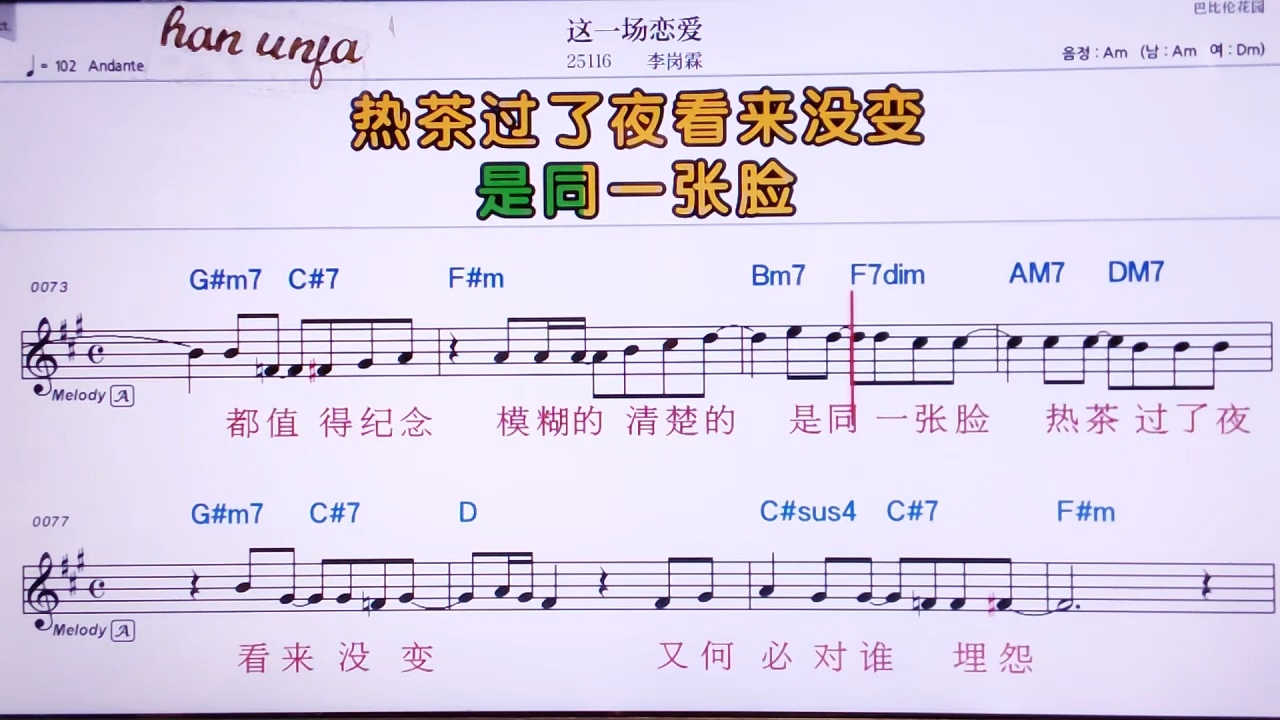 巴比伦花园
han unfa
这一场恋爱
♩= 102 Andante
25116 李岗霖
음정 : Am (남 : Am 여 : Dm)
热茶过了夜看来没变
是同一张脸
0073 G#m7 C#7 F#m Bm7 F7dim AM7 DM7
Melody A
都值 得纪念 模糊的 清楚的 是同 一张脸 热茶 过了夜
0077 G#m7 C#7 D C#sus4 C#7 F#m
Melody A
看来 没 变 又何 必 对谁 埋怨